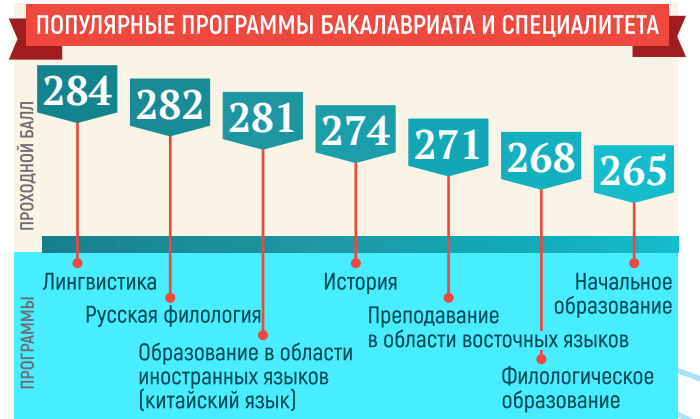 ПОПУЛЯРНЫЕ ПРОГРАММЫ БАКАЛАВРИАТА И СПЕЦИАЛИТЕТА
ПРОХОДНОЙ БАЛЛ
284
282
281
274
271
268
265
ПРОГРАММЫ
Лингвистика
Русская филология
Образование в области
иностранных языков
(китайский язык)
История
Преподавание
в области восточных языков
Филологическое
образование
Начальное
образование